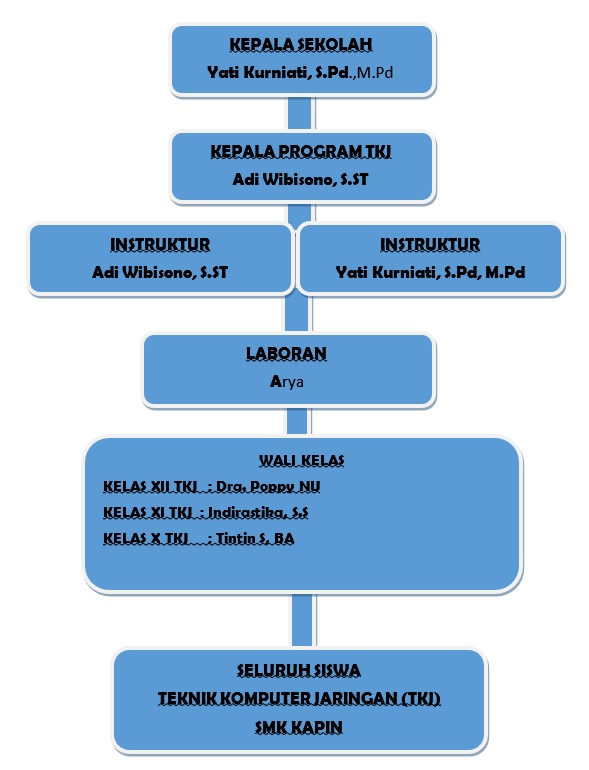 KEPALA SEKOLAH
Yati Kurniati, S.Pd.,M.Pd
KEPALA PROGRAM TKJ
Adi Wibisono, S.ST
INSTRUKTUR
Adi Wibisono, S.ST
INSTRUKTUR
Yati Kurniati, S.Pd, M.Pd
LABORAN
Arya
WALI KELAS
KELAS XII TKJ : Dra. Poppy NU
KELAS XI TKJ : Indirastika, S.S
KELAS X TKJ : Tintin S, BA
SELURUH SISWA
TEKNIK KOMPUTER JARINGAN (TKJ)
SMK KAPIN